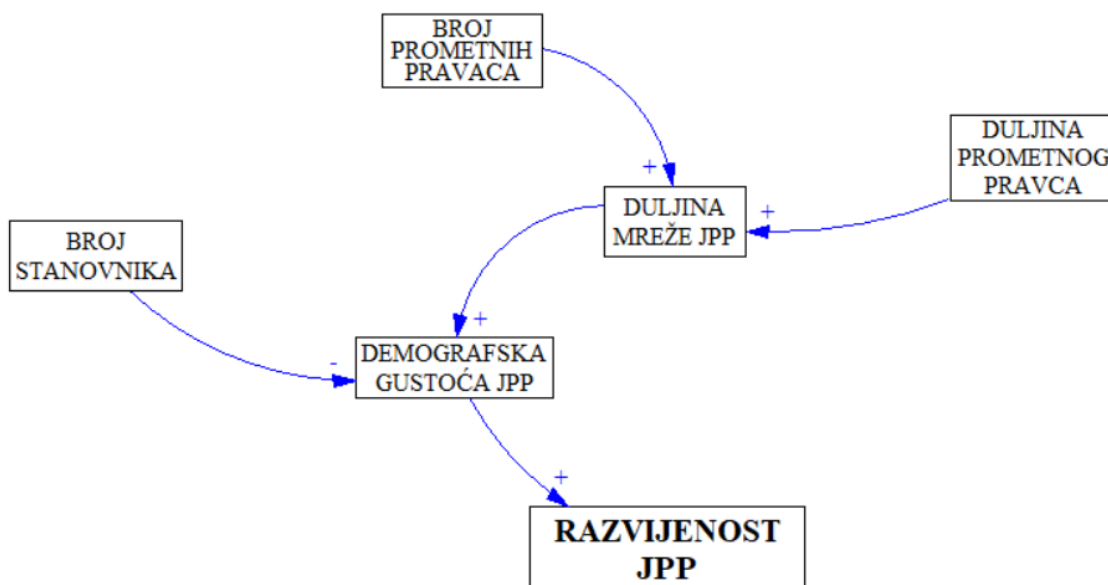 BROJ
PROMETNIH
PRAVACA
DULJINA
PROMETNOG
PRAVCA
+
DULJINA
MREŽE JPP
+
BROJ
STANOVNIKA
+
-
DEMOGRAFSKA
GUSTOĆA JPP
+
RAZVIJENOST
JPP